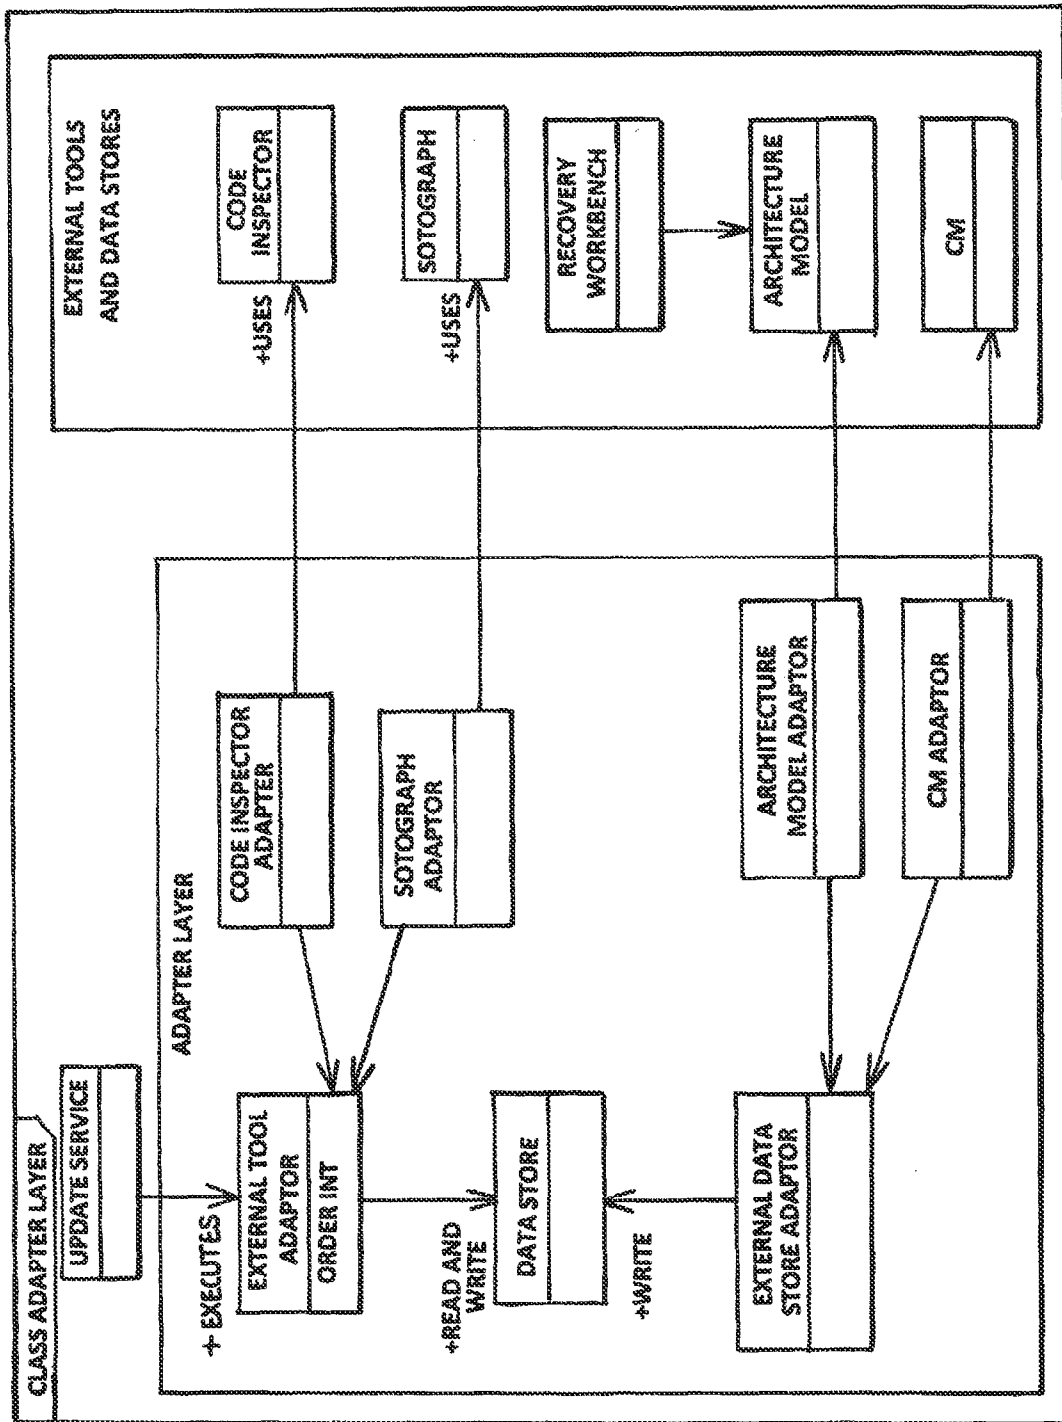 CLASS ADAPTER LAYER
UPDATE SERVICE
+ EXECUTES
ADAPTER LAYER
EXTERNAL TOOL
ADAPTOR
ORDER INT
+READ AND
WRITE
DATA STORE
+WRITE
EXTERNAL DATA
STORE ADAPTOR
CODE INSPECTOR
ADAPTER
SOTOGRAPH
ADAPTOR
ARCHITECTURE
MODEL ADAPTOR
CM ADAPTOR
EXTERNAL TOOLS
AND DATA STORES
+USES
CODE
INSPECTOR
+USES
SOTOGRAPH
RECOVERY
WORKBENCH
ARCHITECTURE
MODEL
CM